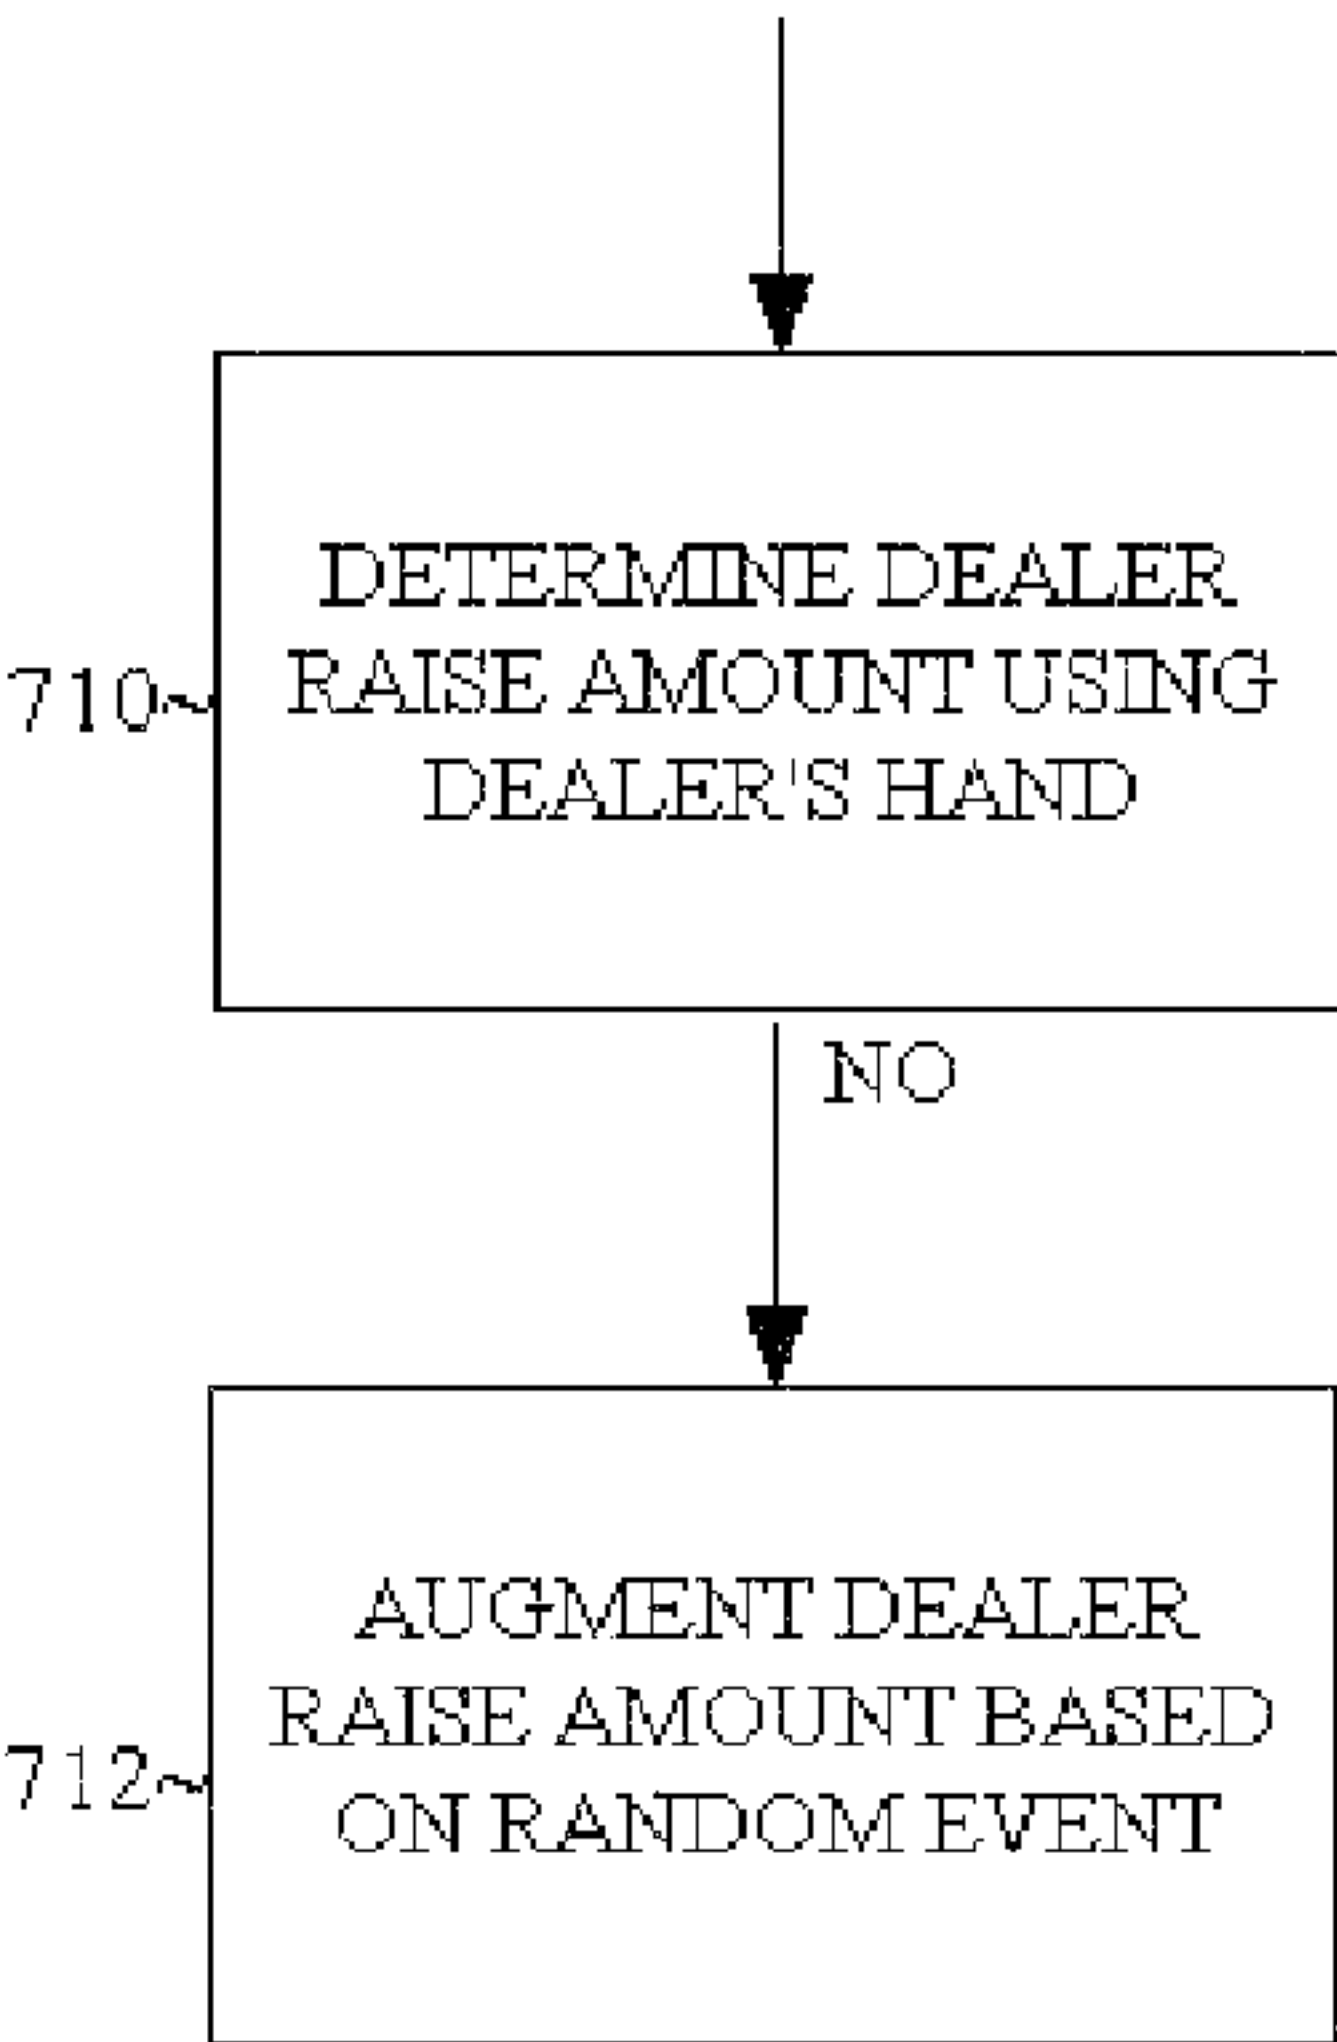 DETERMINE DEALER
RAISE AMOUNT USING
DEALER'S HAND
710
NO
AUGMENT DEALER
RAISE AMOUNT BASED
ON RANDOM EVENT
712